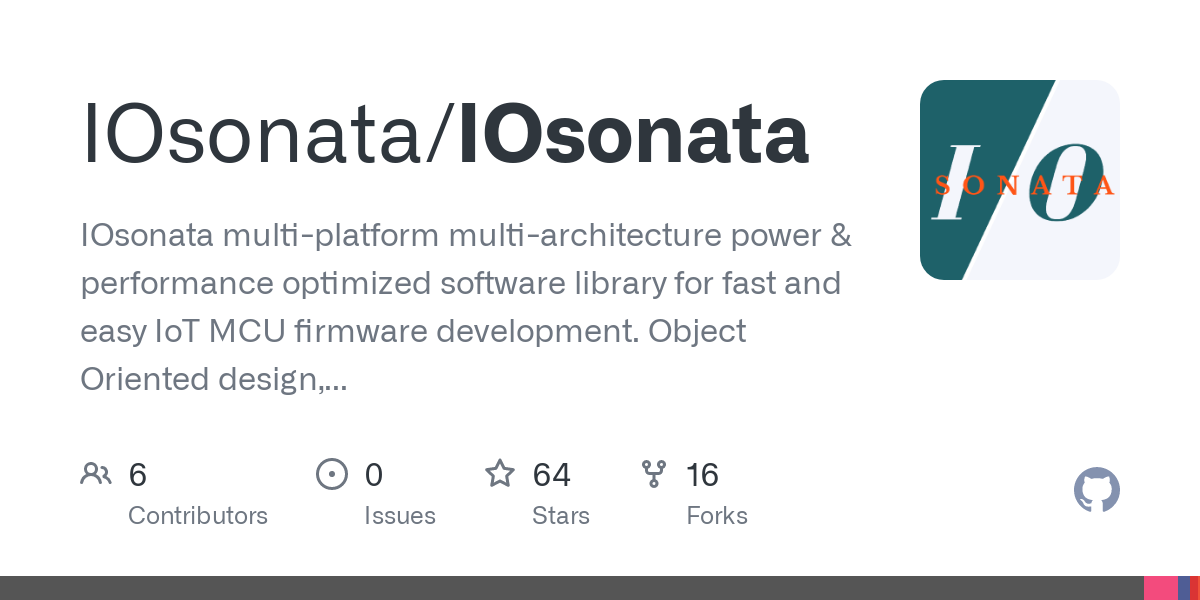 IOsonata/IOsonata
IO
SONATA
IOsonata multi-platform multi-architecture power &
performance optimized software library for fast and
easy IoT MCU firmware development. Object
Oriented design,...
6
Contributors
0
Issues
64
Stars
16
Forks